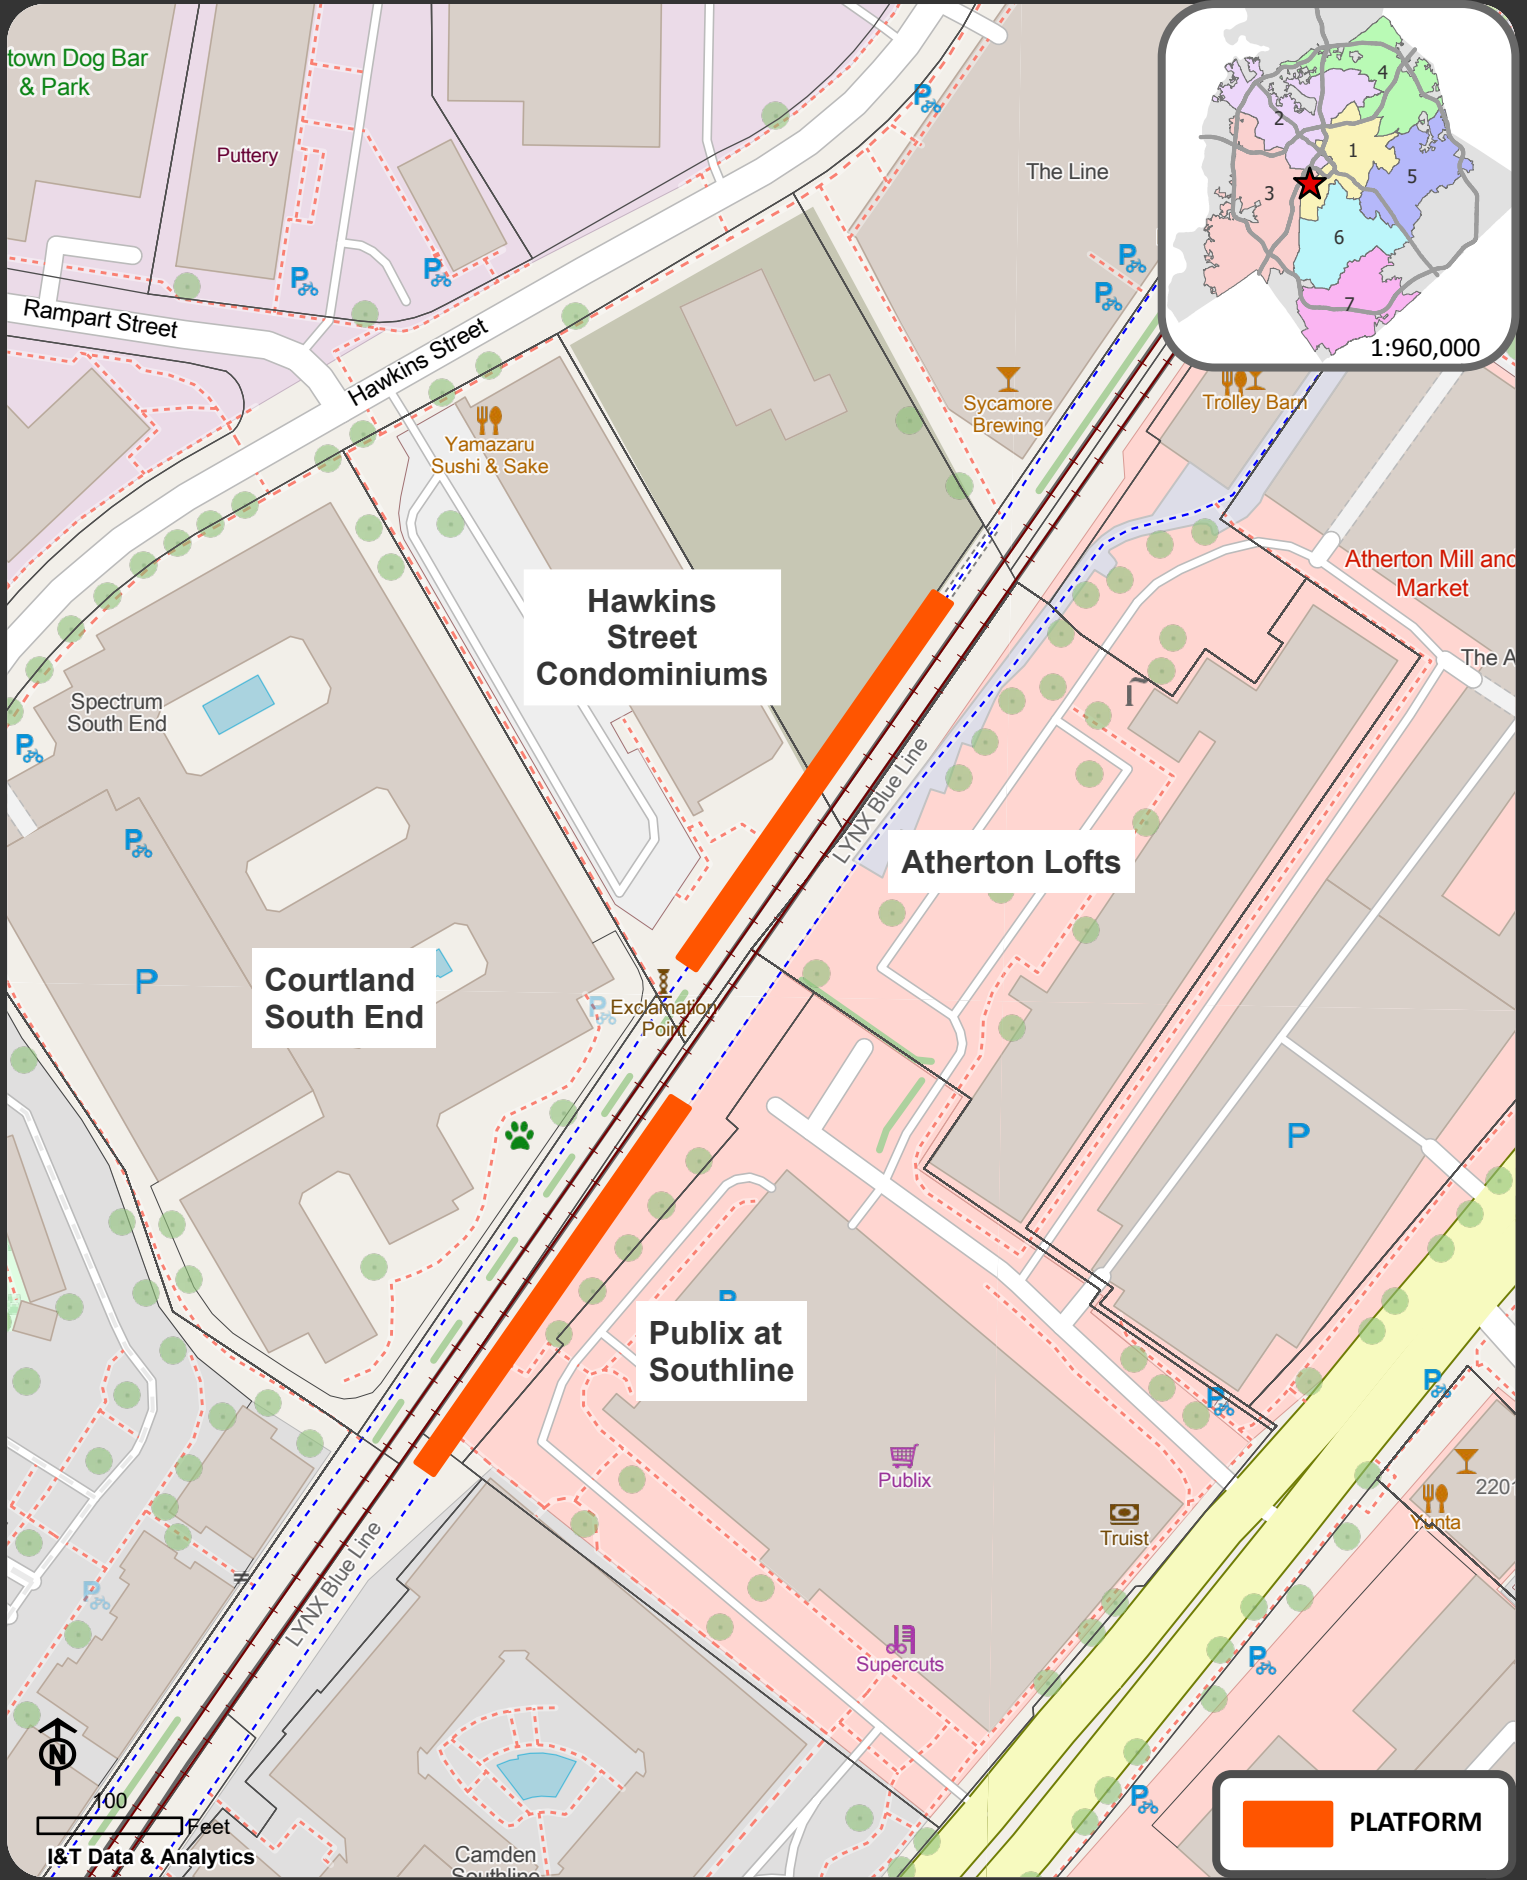 town Dog Bar
& Park
Puttery
The Line
4
2
1
5
3
6
7
1:960,000
Rampart Street
Hawkins Street
Sycamore
Brewing
Trolley Barn
Yamazaru
Sushi & Sake
Atherton Mill and
Market
Hawkins
Street
Condominiums
The A
Spectrum
South End
LYNX Blue Line
Atherton Lofts
P
Courtland
South End
Exclamation
Point
P
Publix at
Southline
Publix
Truist
2201
Yunta
LYNX Blue Line
Supercuts
N
100
Feet
I&T Data & Analytics
Camden
Southline
PLATFORM